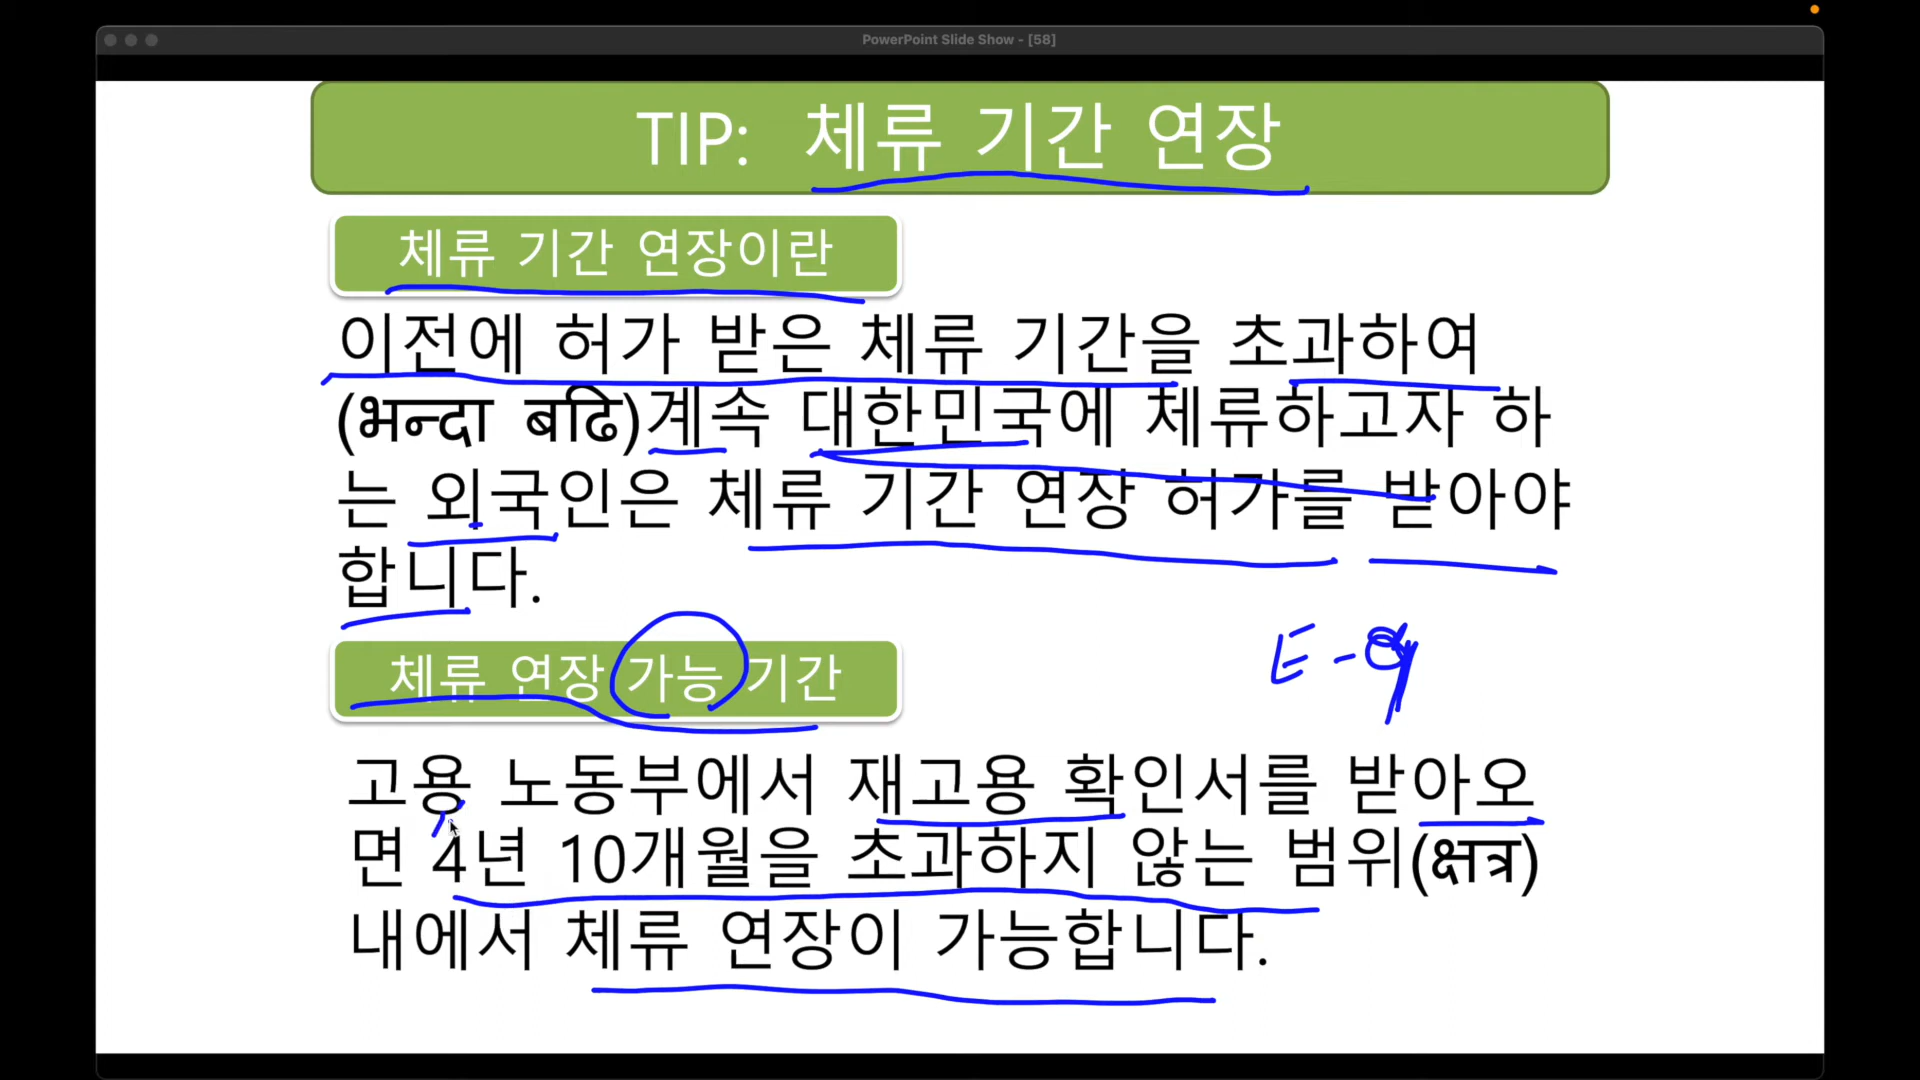 PowerPoint Slide Show - [58]
TIP: 체류 기간 연장
체류 기간 연장이란
이전에 허가 받은 체류 기간을 초과하여
(भन्दा बढि)계속 대한민국에 체류하고자 하
는 외국인은 체류 기간 연장 허가를 받아야
합니다.
E-9
체류 연장 가능 기간
고용 노동부에서 재고용 확인서를 받아오
면 4년 10개월을 초과하지 않는 범위(क्षत्र)
내에서 체류 연장이 가능합니다.